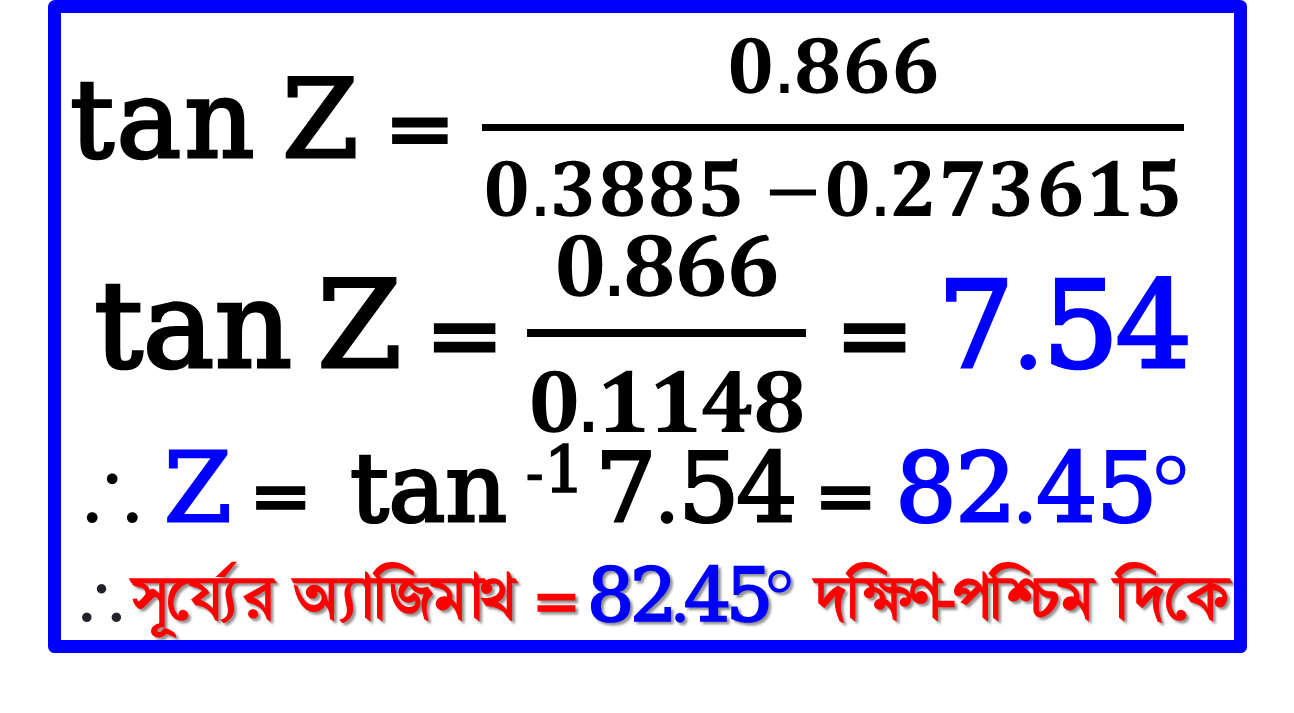 tan Z = 0.866 / 0.3885 −0.273615
tan Z = 0.866 / 0.1148 = 7.54
∴ Z = tan -1 7.54 = 82.45°
∴ সূর্য্যের অ্যাজিমাথ = 82.45° দক্ষিণ-পশ্চিম দিকে